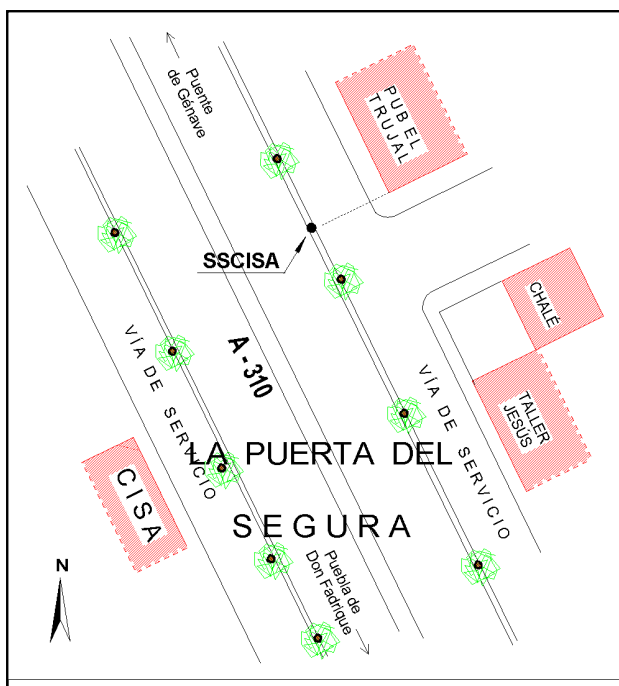 Puente
de Génave
PUB EL
TRUJAL
SSCISA
CHALÉ
VÍA DE SERVICIO
A-310
VÍA DE SERVICIO
TALLER
JESÚS
LA PUERTA DEL
SEGURA
CISA
Puebla de
Don Fadrique
N